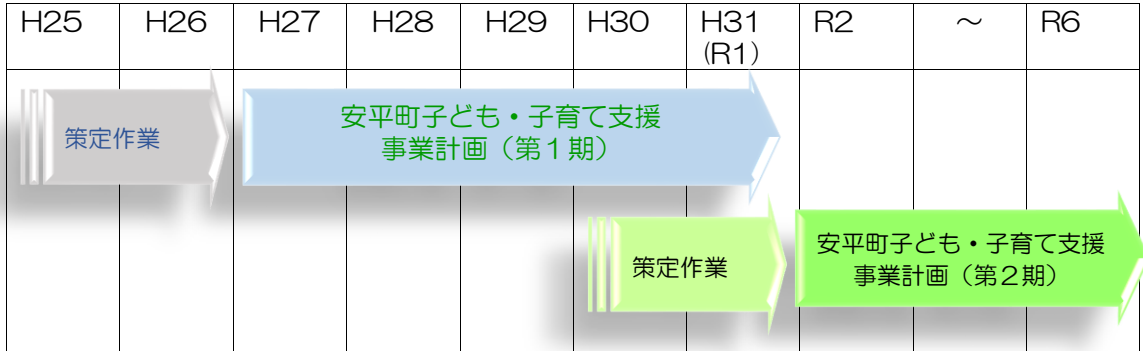 H25 H26 H27 H28 H29 H30 H31 R2 ～ R6
(R1)
策定作業
安平町子ども・子育て支援
事業計画（第１期）
策定作業
安平町子ども・子育て支援
事業計画（第２期）